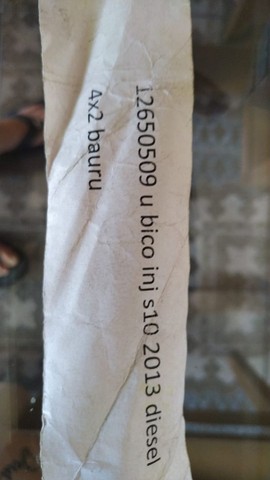 12650509 u bico inj s10 2013 diesel
4x2 bauru